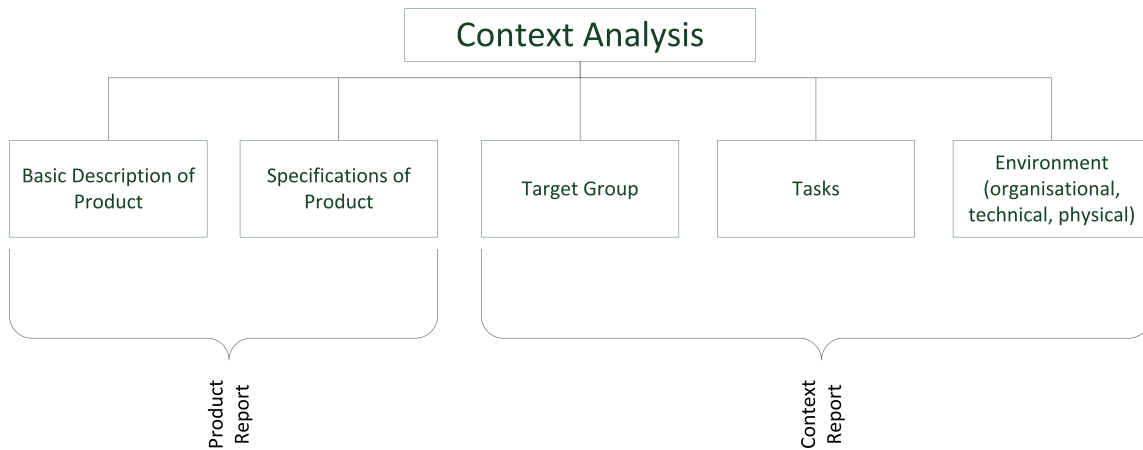 Context Analysis
Basic Description of
Product
Specifications of
Product
Target Group
Tasks
Environment
(organisational,
technical, physical)
Product
Report
Context
Report